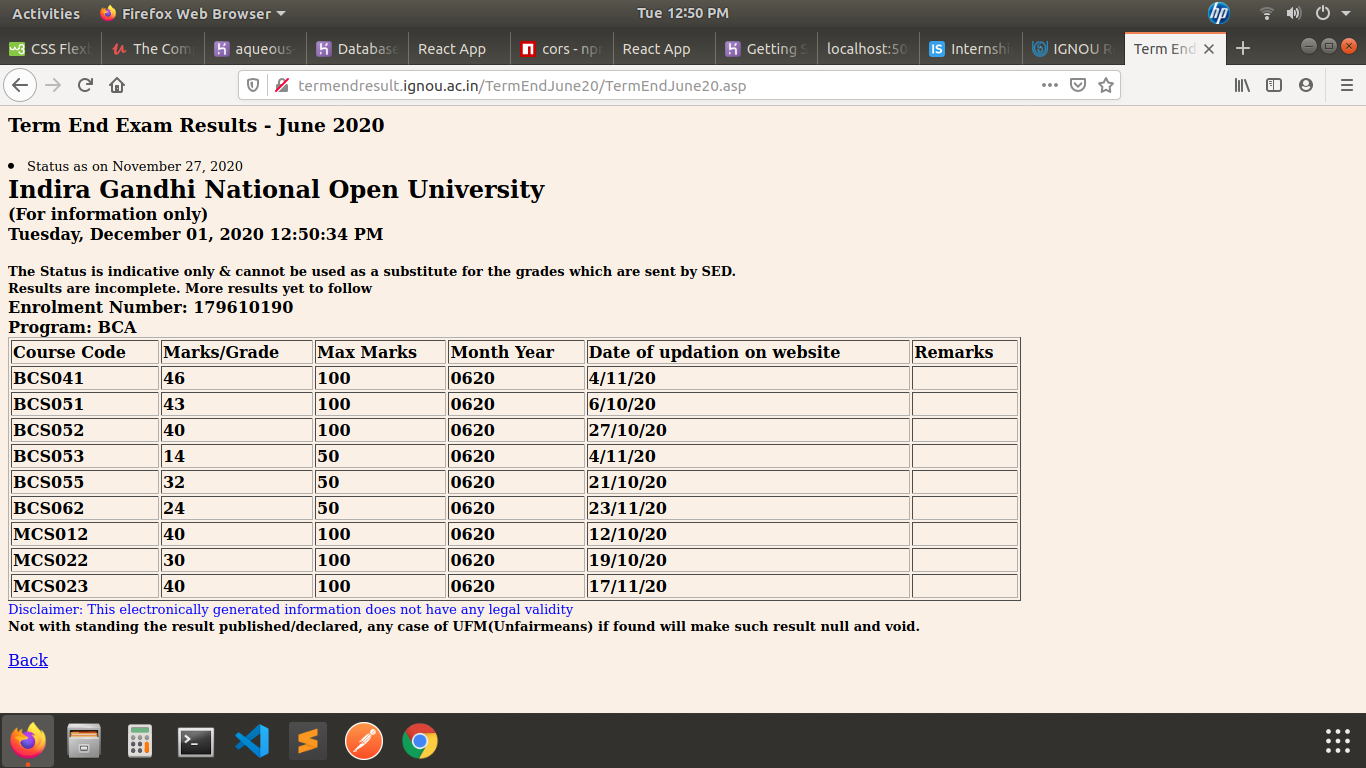 Activities Firefox Web Browser Tue 12:50 PM
CSS Flexb The Com aqueous- Database React App cors - npm React App Getting S localhost:50 Internshi IGNOU R Term End
termendresult.ignou.ac.in/TermEndJune20/TermEndJune20.asp
Term End Exam Results - June 2020
Status as on November 27, 2020
Indira Gandhi National Open University
(For information only)
Tuesday, December 01, 2020 12:50:34 PM
The Status is indicative only & cannot be used as a substitute for the grades which are sent by SED.
Results are incomplete. More results yet to follow
Enrolment Number: 179610190
Program: BCA
Course Code Marks/Grade Max Marks Month Year Date of updation on website Remarks
BCS041 46 100 0620 4/11/20
BCS051 43 100 0620 6/10/20
BCS052 40 100 0620 27/10/20
BCS053 14 50 0620 4/11/20
BCS055 32 50 0620 21/10/20
BCS062 24 50 0620 23/11/20
MCS012 40 100 0620 12/10/20
MCS022 30 100 0620 19/10/20
MCS023 40 100 0620 17/11/20
Disclaimer: This electronically generated information does not have any legal validity
Not with standing the result published/declared, any case of UFM(Unfairmeans) if found will make such result null and void.
Back